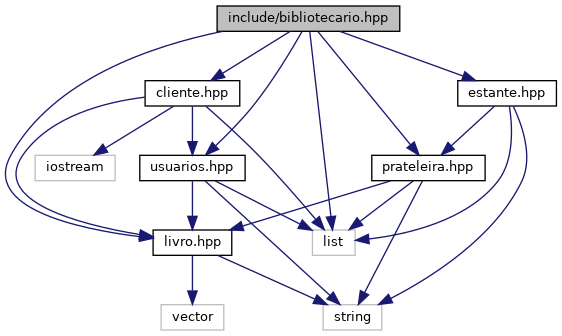 include/bibliotecario.hpp
cliente.hpp
estante.hpp
iostream
usuarios.hpp
prateleira.hpp
livro.hpp
list
vector
string